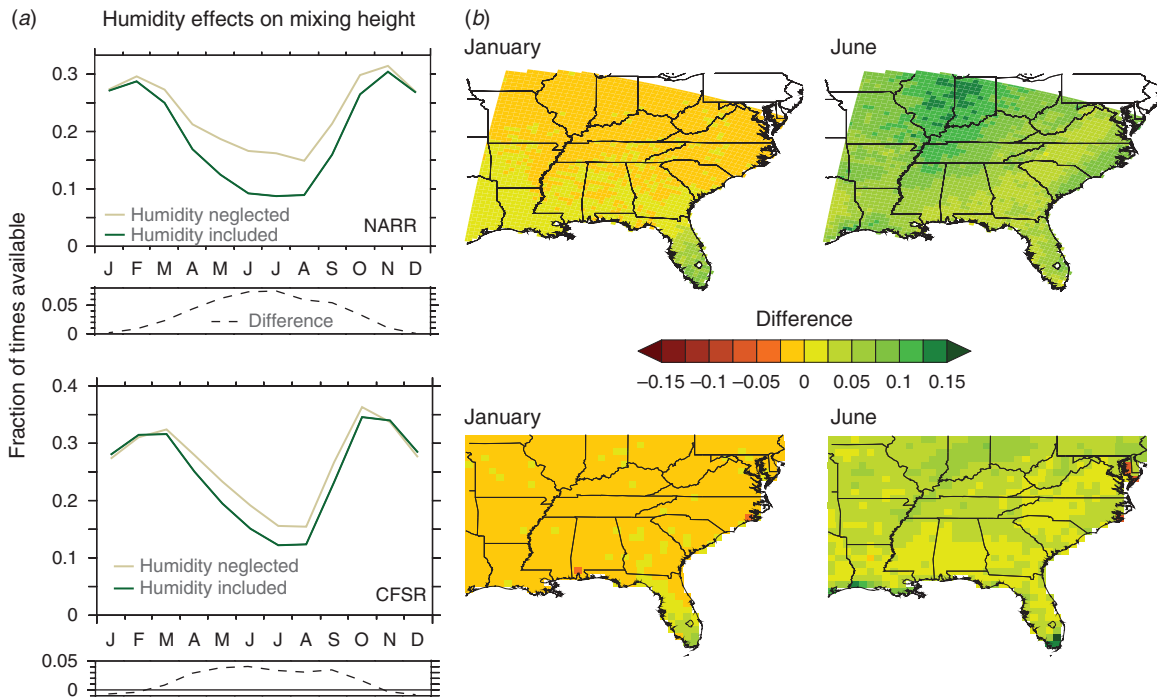 (a)
Humidity effects on mixing height
Fraction of times available
0.3
0.2
0.1
0
Humidity neglected
Humidity included
NARR
J F M A M J J A S O N D
0.05
0
Difference
0.4
0.3
0.2
0.1
0
Humidity neglected
Humidity included
CFSR
J F M A M J J A S O N D
0.05
0
(b)
January
June
Difference
−0.15 −0.1 −0.05 0 0.05 0.1 0.15
January
June